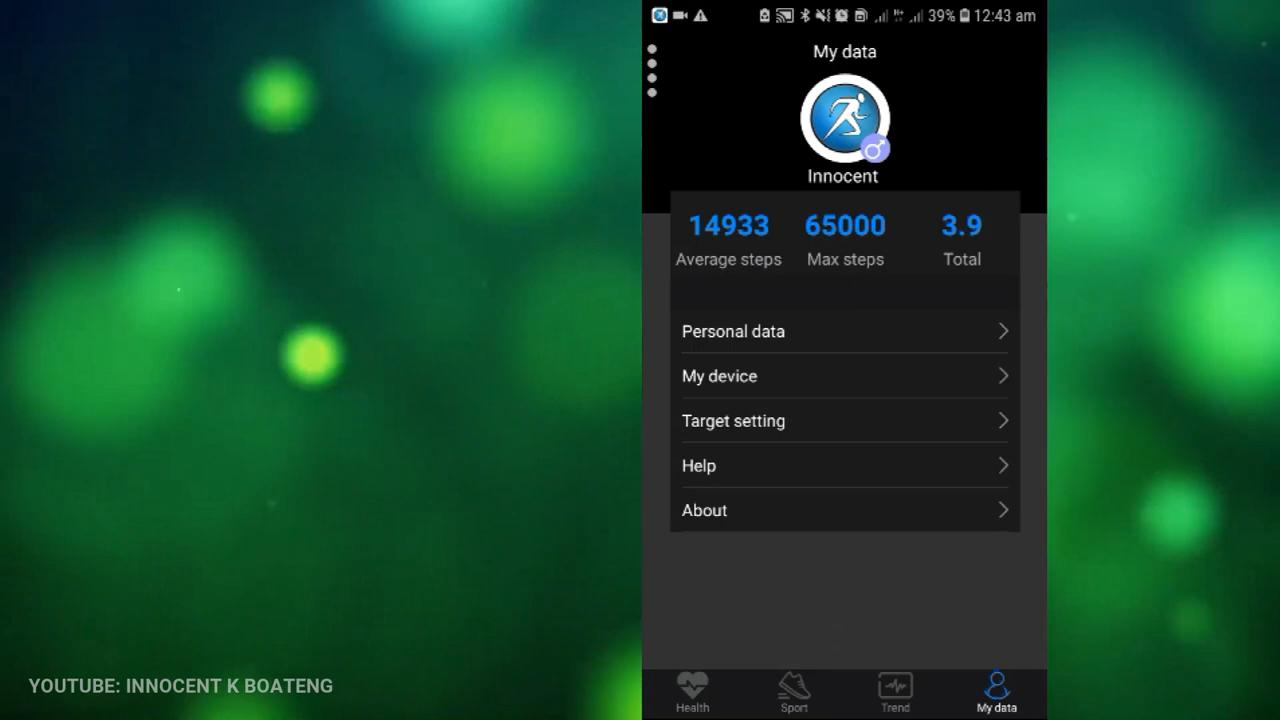 39% 12:43 am
My data
Innocent
14933 65000 3.9
Average steps Max steps Total
Personal data
My device
Target setting
Help
About
Health Sport Trend My data
YOUTUBE: INNOCENT K BOATENG